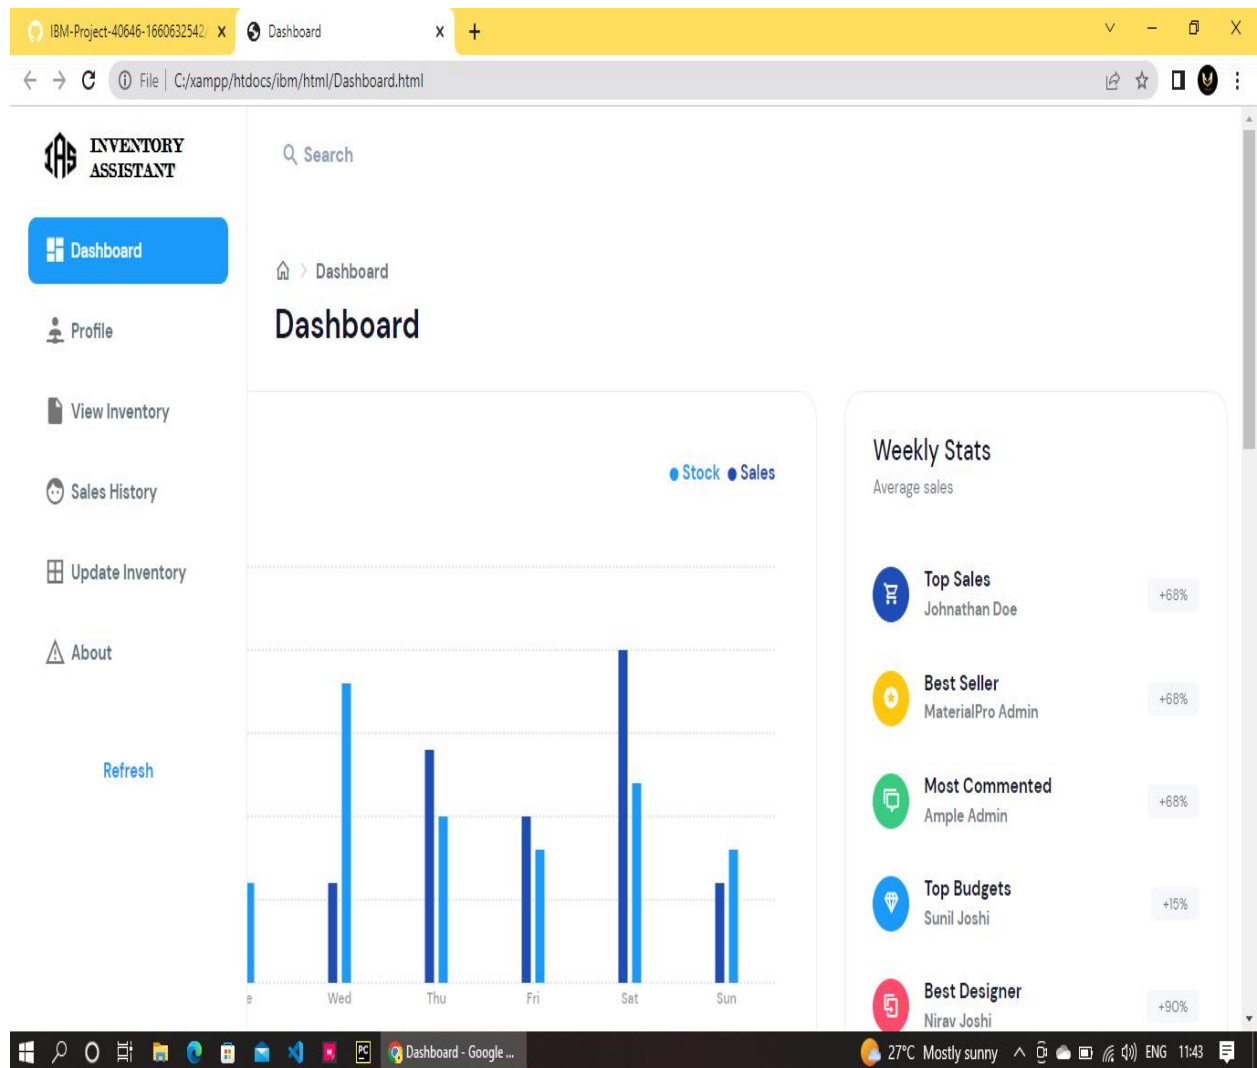 IBM-Project-40646-1660632542/
Dashboard
File | C:/xampp/htdocs/ibm/html/Dashboard.html
IAS
INVENTORY
ASSISTANT
Search
Dashboard
Profile
View Inventory
Sales History
Update Inventory
About
Refresh
Dashboard
Dashboard
Stock Sales
e Wed Thu Fri Sat Sun
Weekly Stats
Average sales
Top Sales
Johnathan Doe
+68%
Best Seller
MaterialPro Admin
+68%
Most Commented
Ample Admin
+68%
Top Budgets
Sunil Joshi
+15%
Best Designer
Nirav Joshi
+90%
PC
Dashboard - Google ...
27°C Mostly sunny ENG 11:43